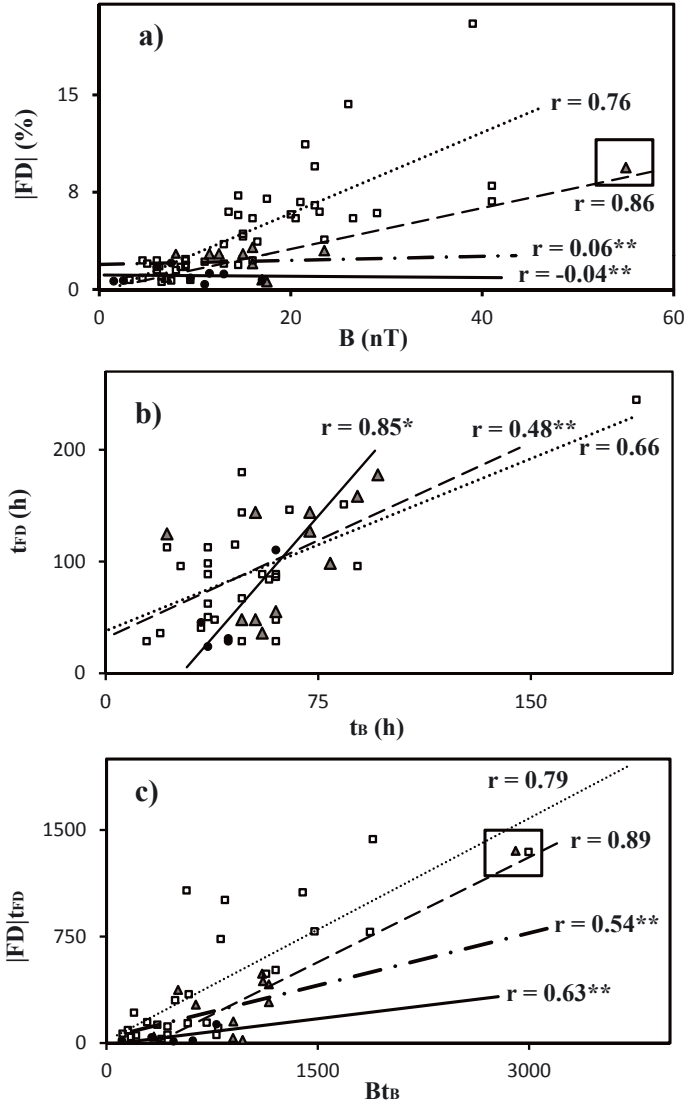 a)
15
8
0
|FD| (%)
r = 0.76
r = 0.86
0.06**
r = -0.04**
0 20 40 60
B (nT)
b)
200
100
0
tFD (h)
r = 0.85*
r = 0.48**
r = 0.66
0 75 150
tB (h)
c)
1500
750
0
|FD|tFD
r = 0.79
r = 0.89
r = 0.54**
r = 0.63**
0 1500 3000
BtB